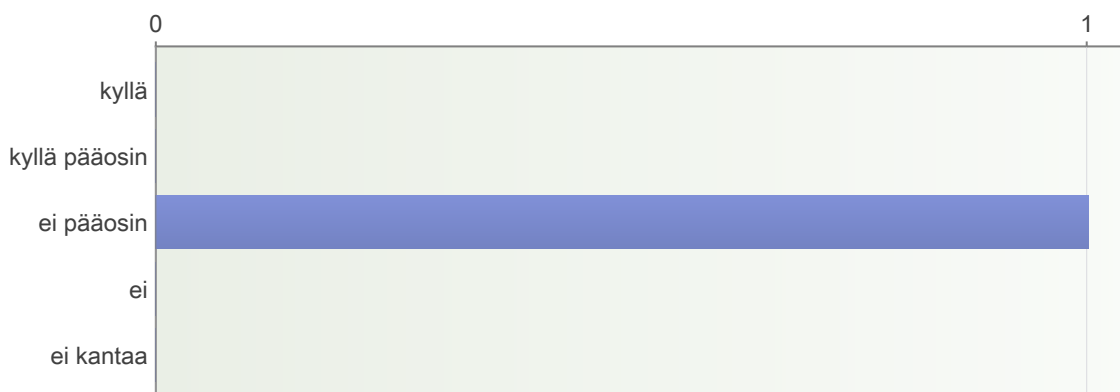 0 1
kyllä
kyllä pääosin
ei pääosin
ei
ei kantaa